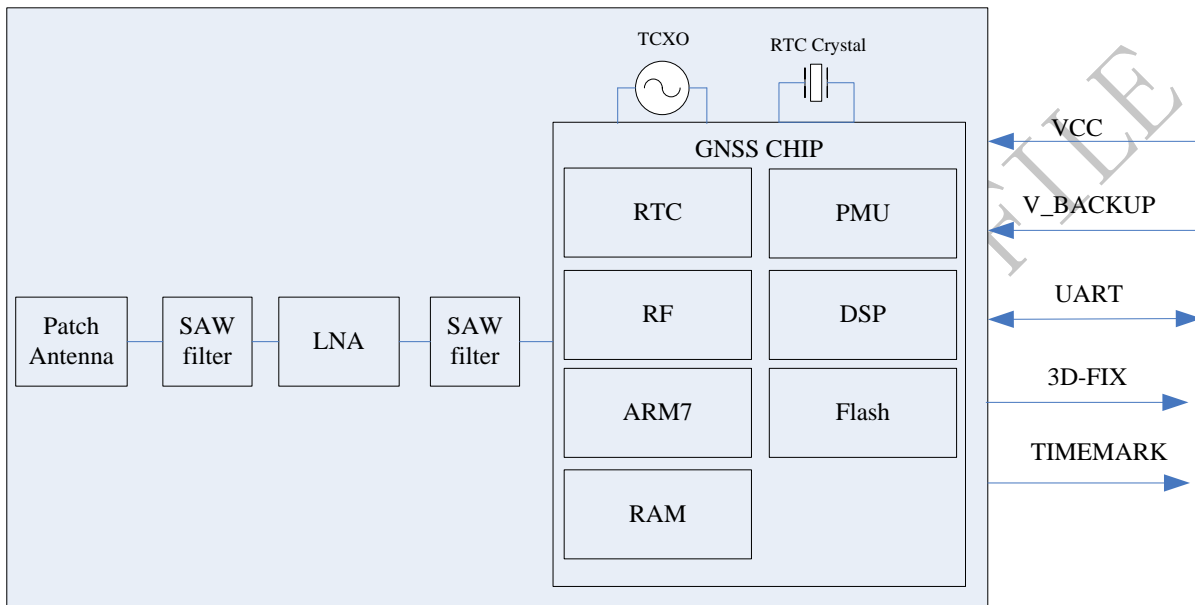 TCXO
RTC Crystal
GNSS CHIP
RTC
PMU
RF
DSP
ARM7
Flash
RAM
Patch
Antenna
SAW
filter
LNA
SAW
filter
VCC
V_BACKUP
UART
3D-FIX
TIMEMARK
FILE